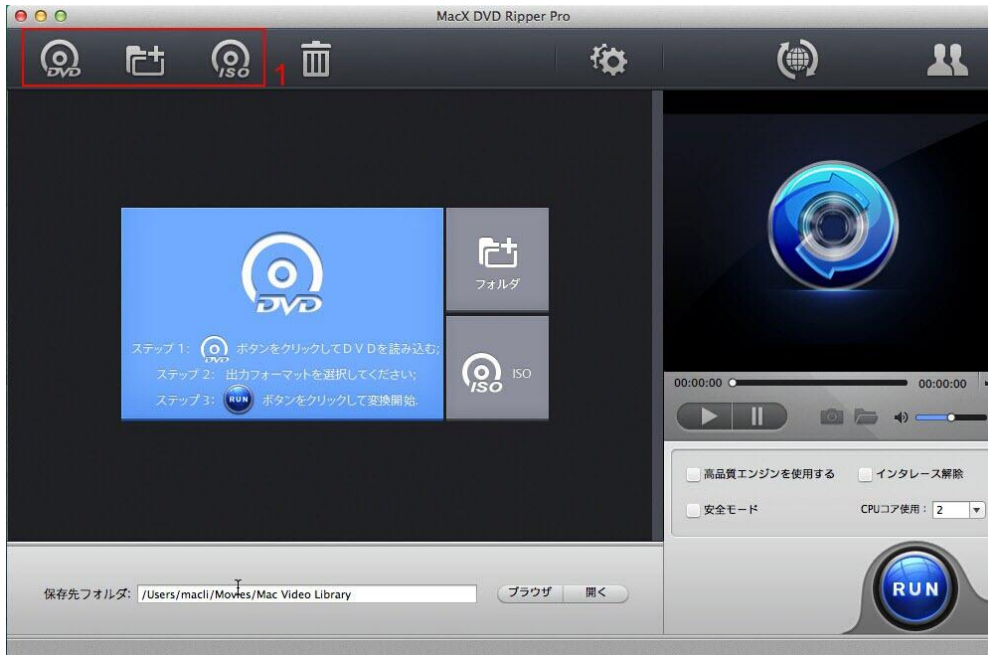 MacX DVD Ripper Pro
DVD
ISO
1
DVD
フォルダ
ステップ 1: DVD ボタンをクリックしてDVDを読み込む;
ステップ 2: 出力フォーマットを選択してください;
ステップ 3: RUN ボタンをクリックして変換開始.
ISO
ISO
00:00:00
00:00:00
高品質エンジンを使用する
インタレース解除
安全モード
CPUコア使用: 2
保存先フォルダ: /Users/macli/Movies/Mac Video Library
ブラウザ
開く
RUN